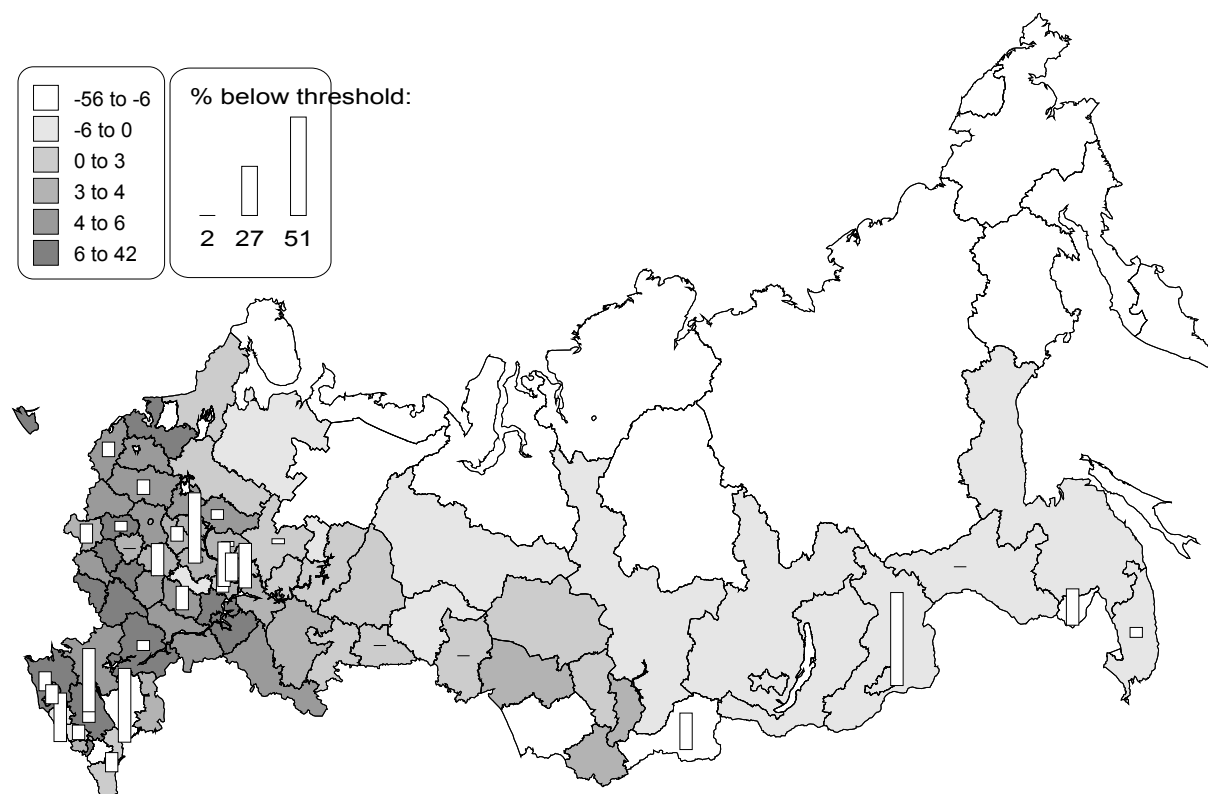 -56 to -6
-6 to 0
0 to 3
3 to 4
4 to 6
6 to 42
% below threshold:
2 27 51